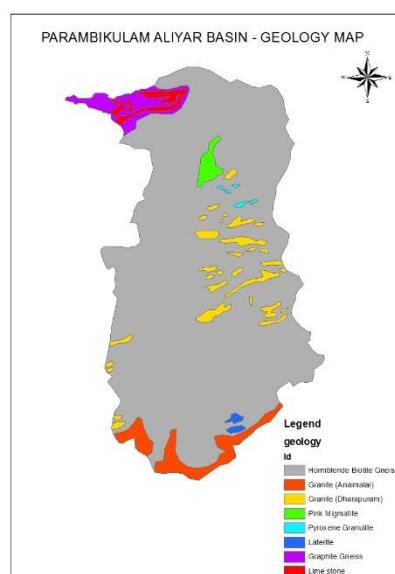 PARAMBIKULAM ALIYAR BASIN - GEOLOGY MAP
N
Legend
geology
Id
Hornblende Biotite Gneis
Granite (Anaimalai)
Granite (Dharapuram)
Pink Migmatite
Pyroxene Granulite
Laterite
Graphite Gneiss
Lime stone